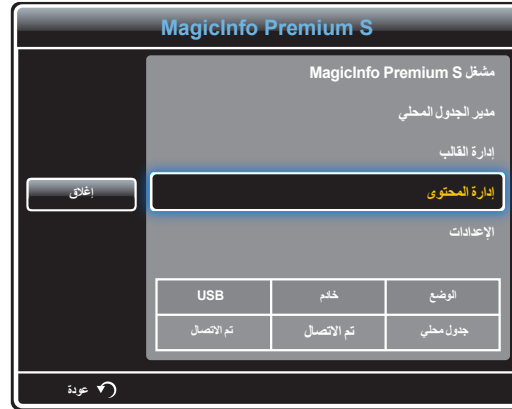 MagicInfo Premium S
مشغل MagicInfo Premium S
مدير الجدول المحلي
إدارة القالب
إدارة المحتوى
إغلاق
الإعدادات
الوضع خادم USB
جدول محلي تم الاتصال تم الاتصال
عودة